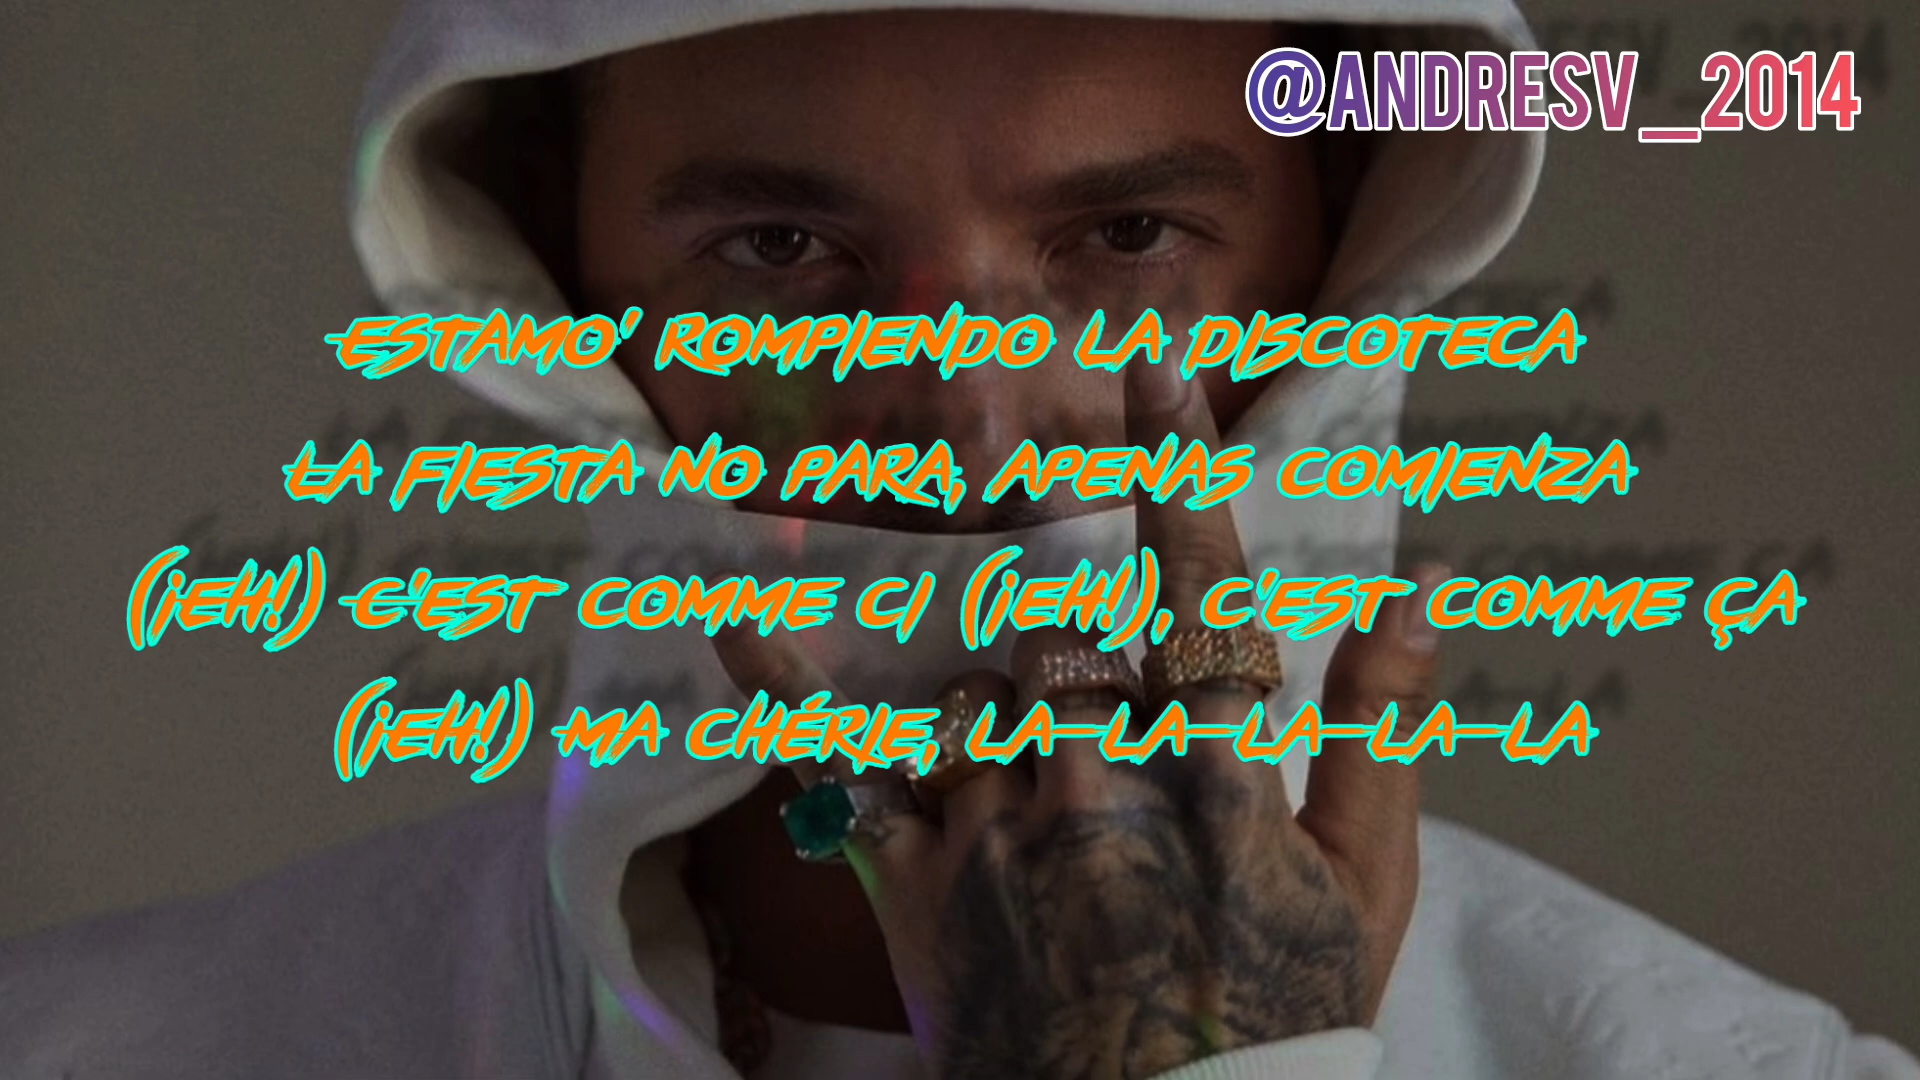 @ANDRESV_2014
ESTAMO' ROMPIENDO LA DISCOTECA
LA FIESTA NO PARA, APENAS COMIENZA
(¡EH!) C'EST COMME CI (¡EH!), C'EST COMME ÇA
(¡EH!) MA CHÉRIE, LA-LA-LA-LA-LA